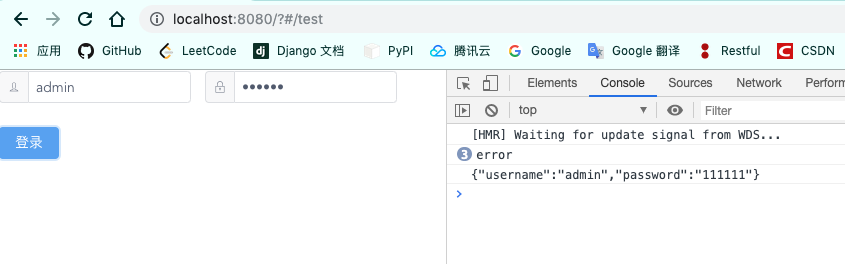 localhost:8080/?#/test
应用 GitHub LeetCode Django 文档 PyPI 腾讯云 Google Google 翻译 Restful CSDN
admin ••••••
登录
Elements Console Sources Network Perform
top Filter
[HMR] Waiting for update signal from WDS...
3 error
{"username":"admin","password":"111111"}